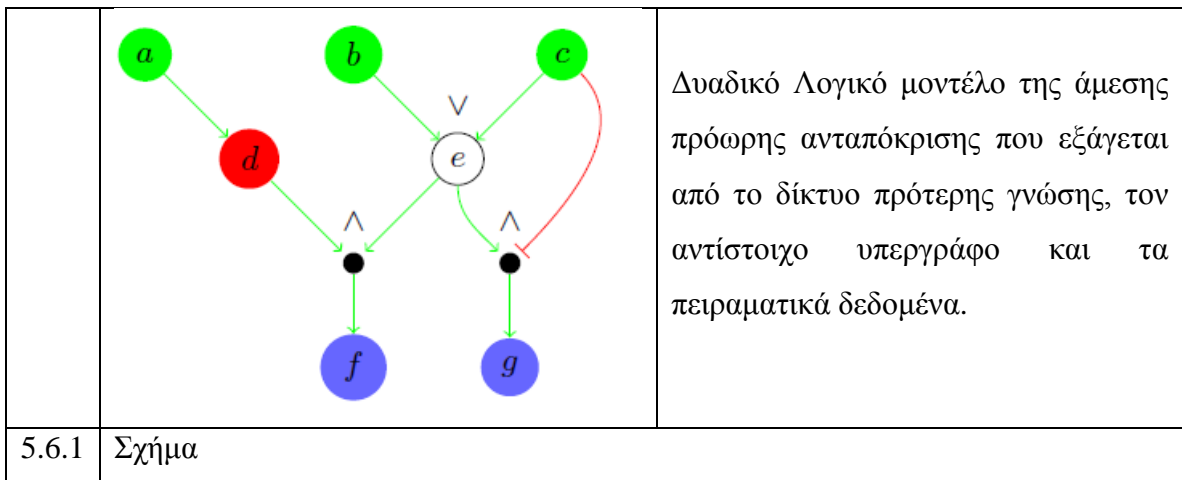 a b c
∨
d e
∧ ∧
f g
Δυαδικό Λογικό μοντέλο της άμεσης
πρόωρης ανταπόκρισης που εξάγεται
από το δίκτυο πρότερης γνώσης, τον
αντίστοιχο υπεργράφο και τα
πειραματικά δεδομένα.
5.6.1 Σχήμα